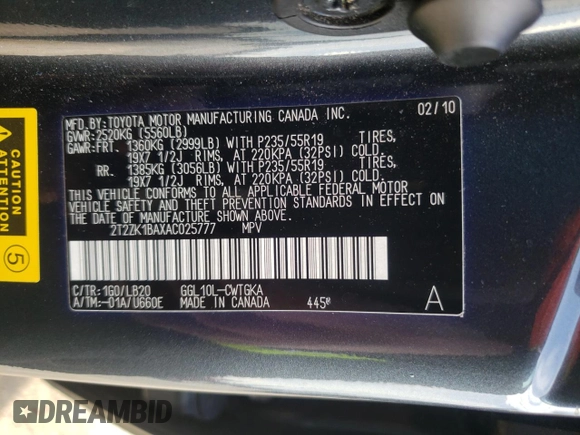 MFD.BY:TOYOTA MOTOR MANUFACTURING CANADA INC. 02/10
GVWR:2520KG (5560LB)
GAWR:FRT. 1360KG (2999LB) WITH P235/55R19 TIRES,
19X7 1/2J RIMS, AT 220KPA (32PSI) COLD.
RR. 1385KG (3056LB) WITH P235/55R19 TIRES,
19X7 1/2J RIMS, AT 220KPA (32PSI) COLD.
THIS VEHICLE CONFORMS TO ALL APPLICABLE FEDERAL MOTOR
VEHICLE SAFETY AND THEFT PREVENTION STANDARDS IN EFFECT ON
THE DATE OF MANUFACTURE SHOWN ABOVE.
2T2ZK1BAXAC025777 MPV
5
C/TR:1G0/LB20 GGL10L-CWTGKA
A/TM:-01A/U660E MADE IN CANADA 445 A
DREAMBID